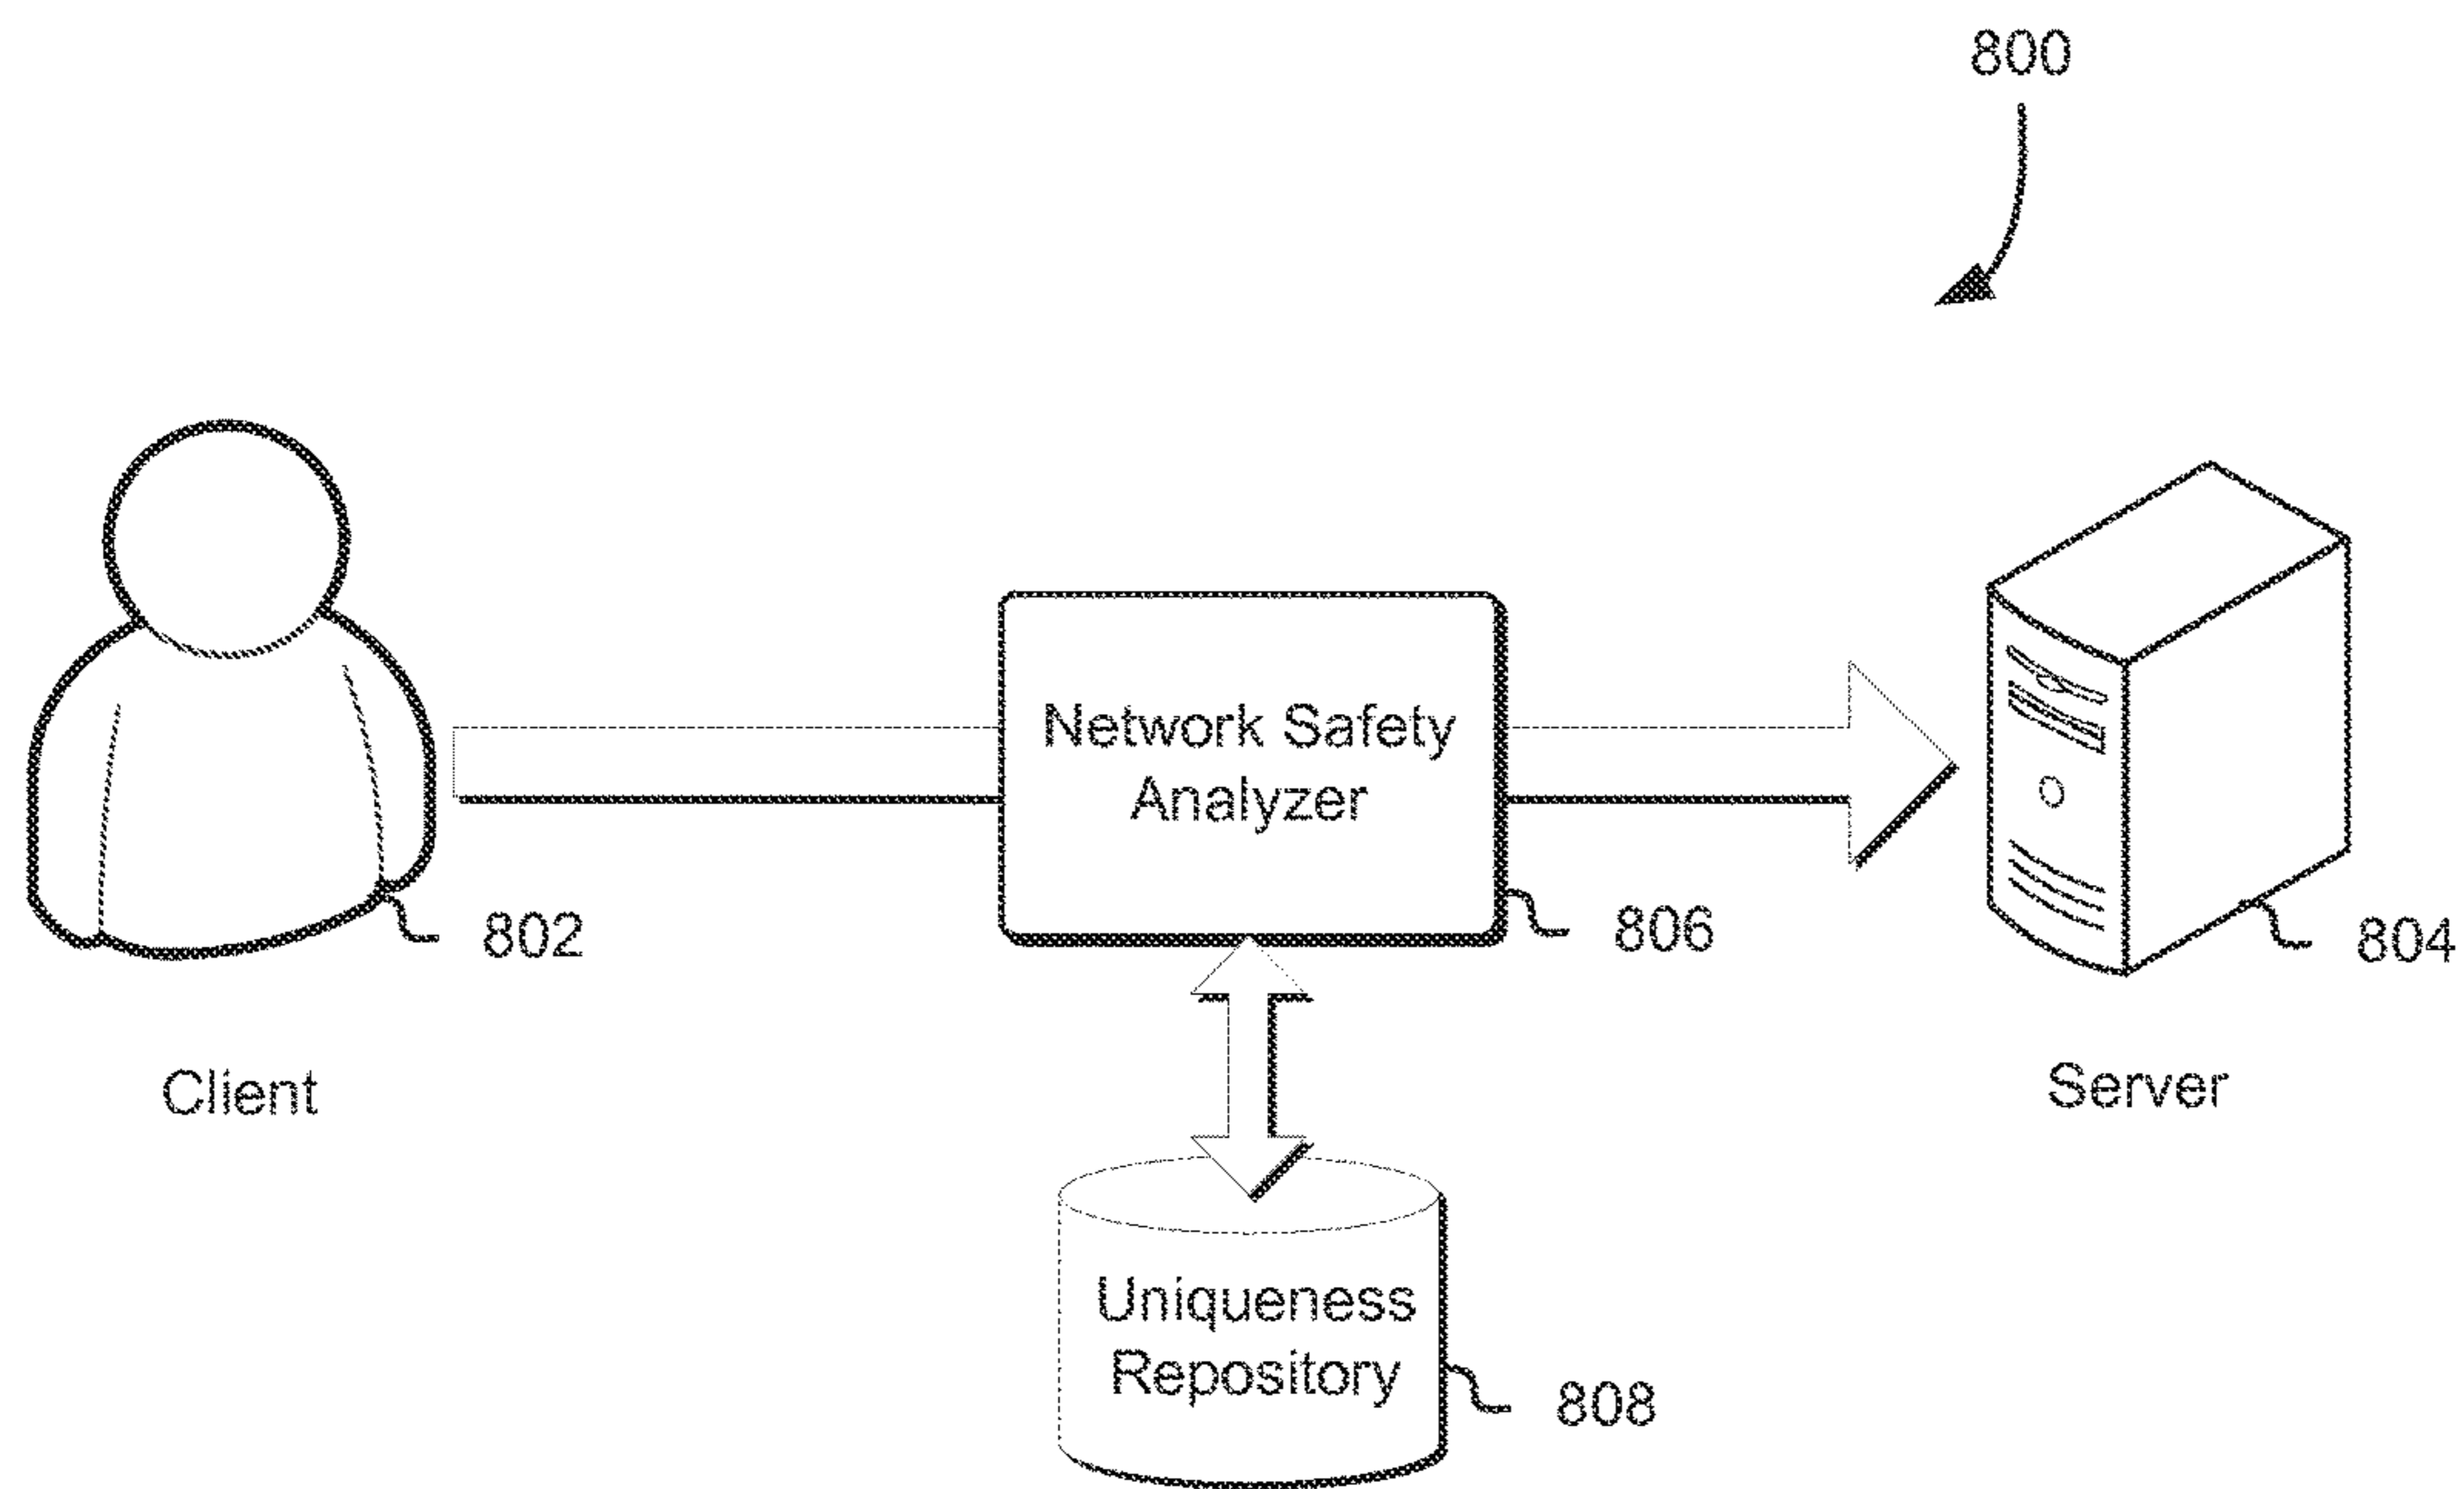 800
Network Safety
Analyzer
802
806
804
Client
Server
Uniqueness
Repository
808